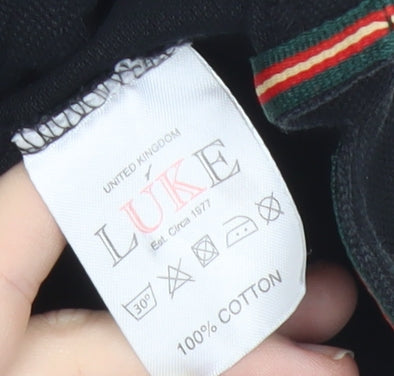 UNITED KINGDOM
LUKE
Est. Circa 1977
30°
100% COTTON